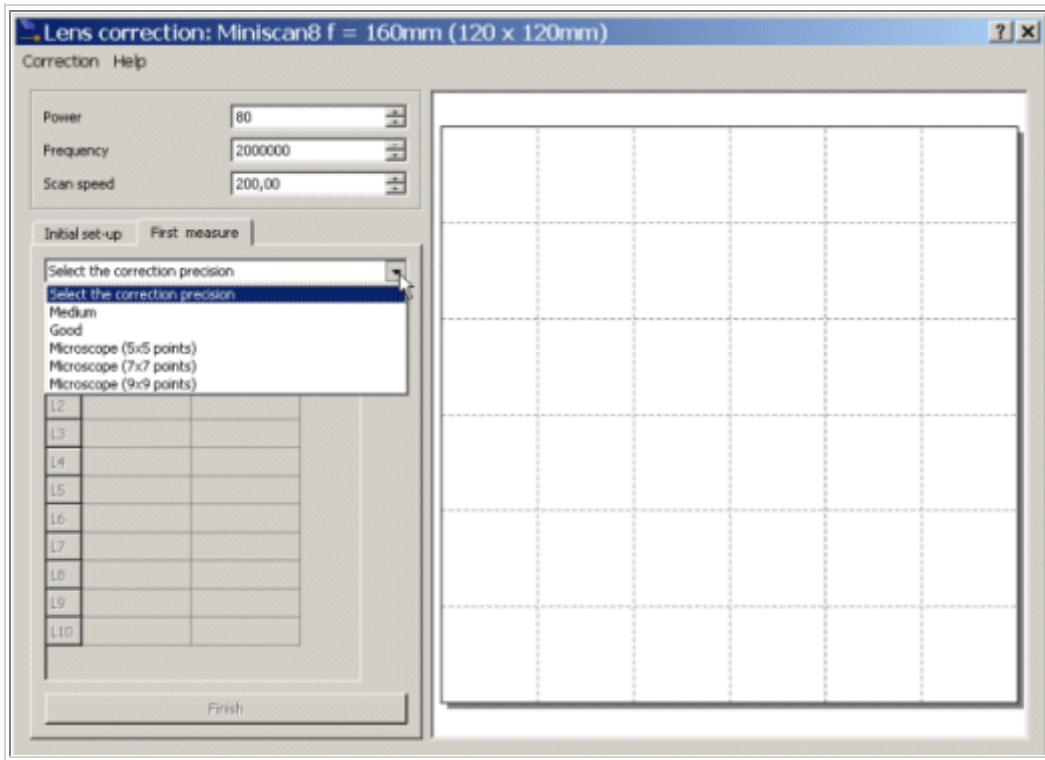 Lens correction: Miniscan8 f = 160mm (120 x 120mm)
Correction Help
Power 80
Frequency 2000000
Scan speed 200,00
Initial set-up First measure
Select the correction precision
Select the correction precision
Medium
Good
Microscope (5x5 points)
Microscope (7x7 points)
Microscope (9x9 points)
L2
L3
L4
L5
L6
L7
L8
L9
L10
Finish